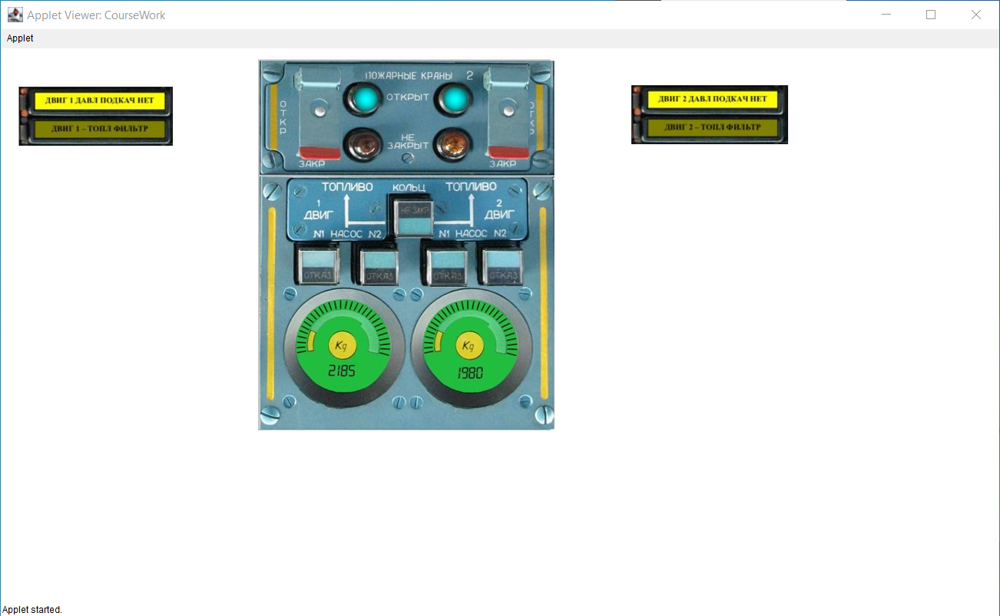 Applet Viewer: CourseWork
Applet
ДВИГ 1 ДАВЛ ПОДКАЧ НЕТ
ДВИГ 1 – ТОПЛ ФИЛЬТР
ПОЖАРНЫЕ КРАНЫ 2
ОТКР
ОТКРЫТ
ОТКР
НЕ
ЗАКРЫТ
ЗАКР
ЗАКР
ТОПЛИВО КОЛЬЦ ТОПЛИВО
1
ДВИГ
НЕ ЗАКР
2
ДВИГ
N1 НАСОС N2
N1 НАСОС N2
ОТКАЗ
ОТКАЗ
ОТКАЗ
ОТКАЗ
Kg
2185
Kg
1980
ДВИГ 2 ДАВЛ ПОДКАЧ НЕТ
ДВИГ 2 – ТОПЛ ФИЛЬТР
Applet started.